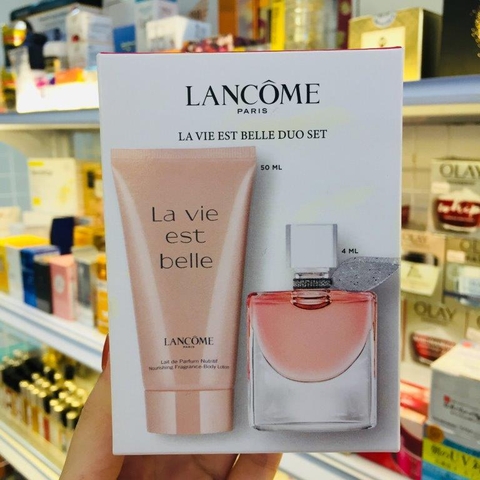 LANCÔME
PARIS
LA VIE EST BELLE DUO SET
50 ML
La vie
est
belle
LANCÔME
PARIS
Lait de Parfum Nutritif
Nourishing Fragrance-Body Lotion
4 ML
OLAY
OLAY
OLAY